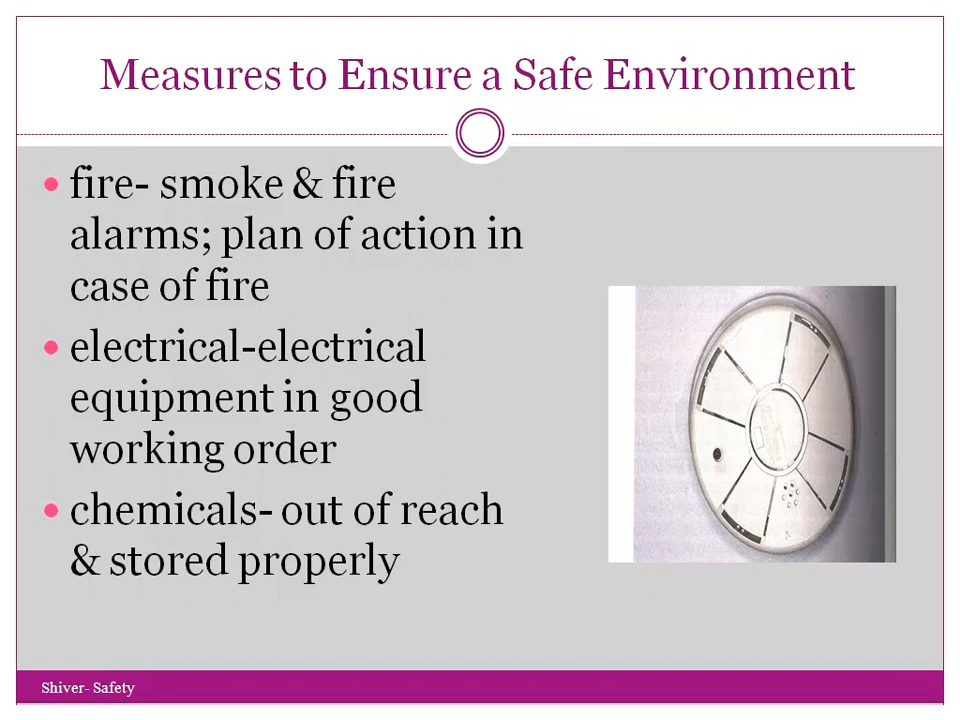 Measures to Ensure a Safe Environment
• fire- smoke & fire
alarms; plan of action in
case of fire
• electrical-electrical
equipment in good
working order
• chemicals- out of reach
& stored properly
Shiver- Safety